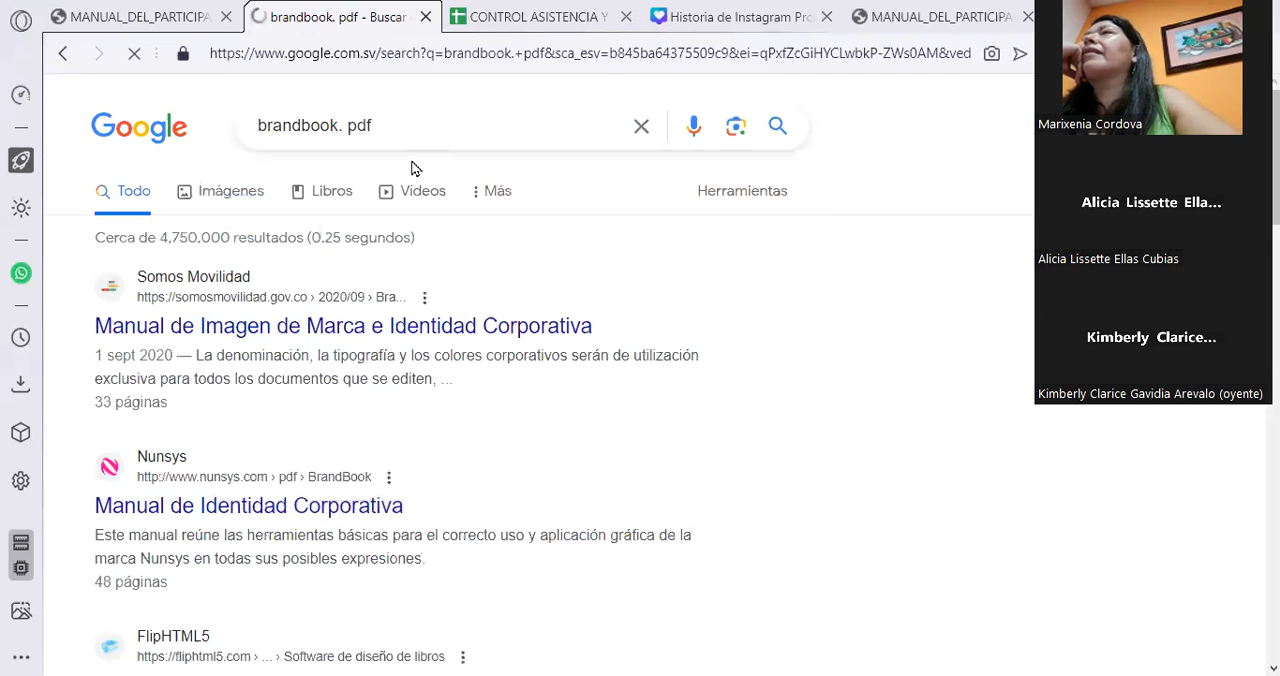 MANUAL_DEL_PARTICIPA
brandbook. pdf - Buscar
CONTROL ASISTENCIA Y
Historia de Instagram Pro
MANUAL_DEL_PARTICIPA
https://www.google.com.sv/search?q=brandbook.+pdf&sca_esv=b845ba64375509c9&ei=qPxfZcGiHYCLwbkP-ZWs0AM&ved
Google
brandbook. pdf
Todo
Imágenes
Libros
Vídeos
Más
Herramientas
Cerca de 4,750,000 resultados (0.25 segundos)
Somos Movilidad
https://somosmovilidad.gov.co › 2020/09 › Bra...
Manual de Imagen de Marca e Identidad Corporativa
1 sept 2020 — La denominación, la tipografía y los colores corporativos serán de utilización
exclusiva para todos los documentos que se editen, ...
33 páginas
Nunsys
http://www.nunsys.com › pdf › BrandBook
Manual de Identidad Corporativa
Este manual reúne las herramientas básicas para el correcto uso y aplicación gráfica de la
marca Nunsys en todas sus posibles expresiones.
48 páginas
FlipHTML5
https://fliphtml5.com › ... › Software de diseño de libros
Marixenia Cordova
Alicia Lissette Ella...
Alicia Lissette Ellas Cubias
Kimberly Clarice...
Kimberly Clarice Gavidia Arevalo (oyente)